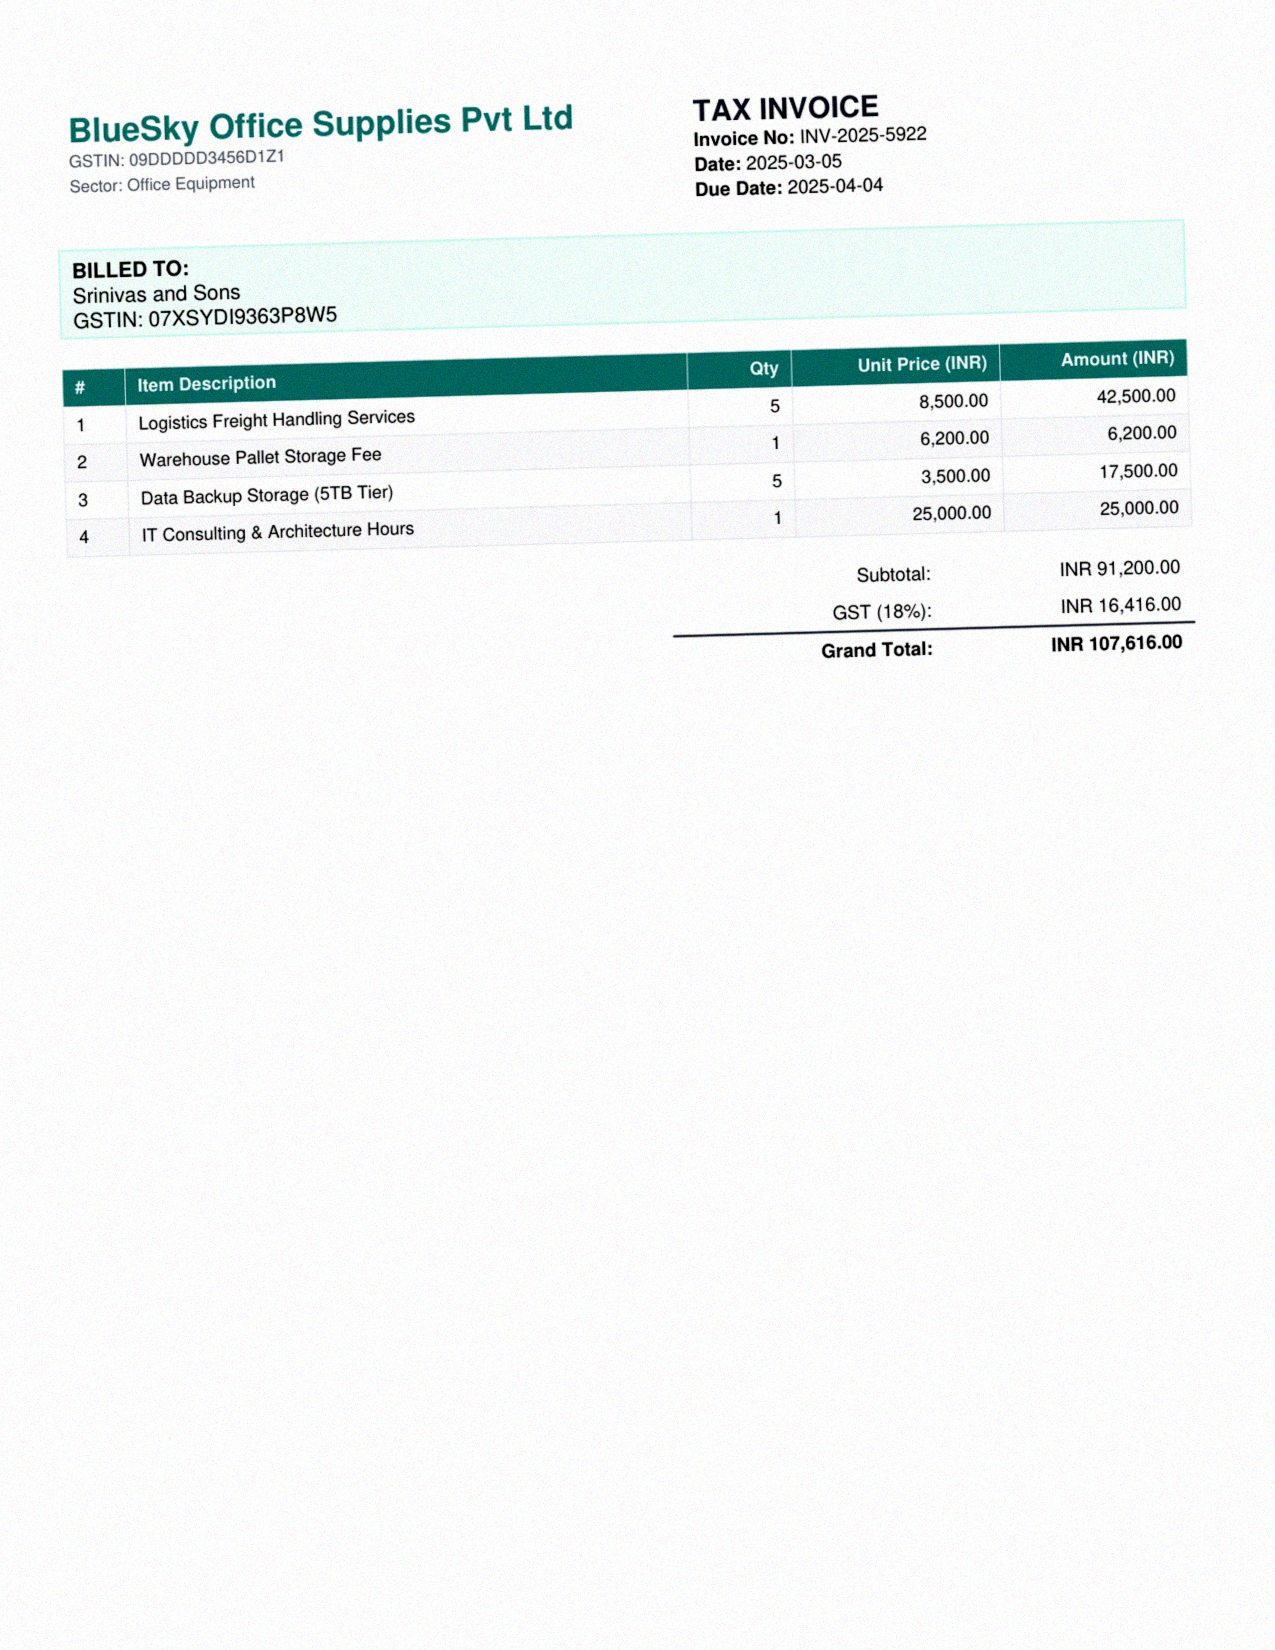 BlueSky Office Supplies Pvt Ltd
GSTIN: 09DDDDD3456D1Z1
Sector: Office Equipment
TAX INVOICE
Invoice No: INV-2025-5922
Date: 2025-03-05
Due Date: 2025-04-04
BILLED TO:
Srinivas and Sons
GSTIN: 07XSYDI9363P8W5
# Item Description Qty Unit Price (INR) Amount (INR)
1 Logistics Freight Handling Services 5 8,500.00 42,500.00
2 Warehouse Pallet Storage Fee 1 6,200.00 6,200.00
3 Data Backup Storage (5TB Tier) 5 3,500.00 17,500.00
4 IT Consulting & Architecture Hours 1 25,000.00 25,000.00
Subtotal: INR 91,200.00
GST (18%): INR 16,416.00
Grand Total: INR 107,616.00